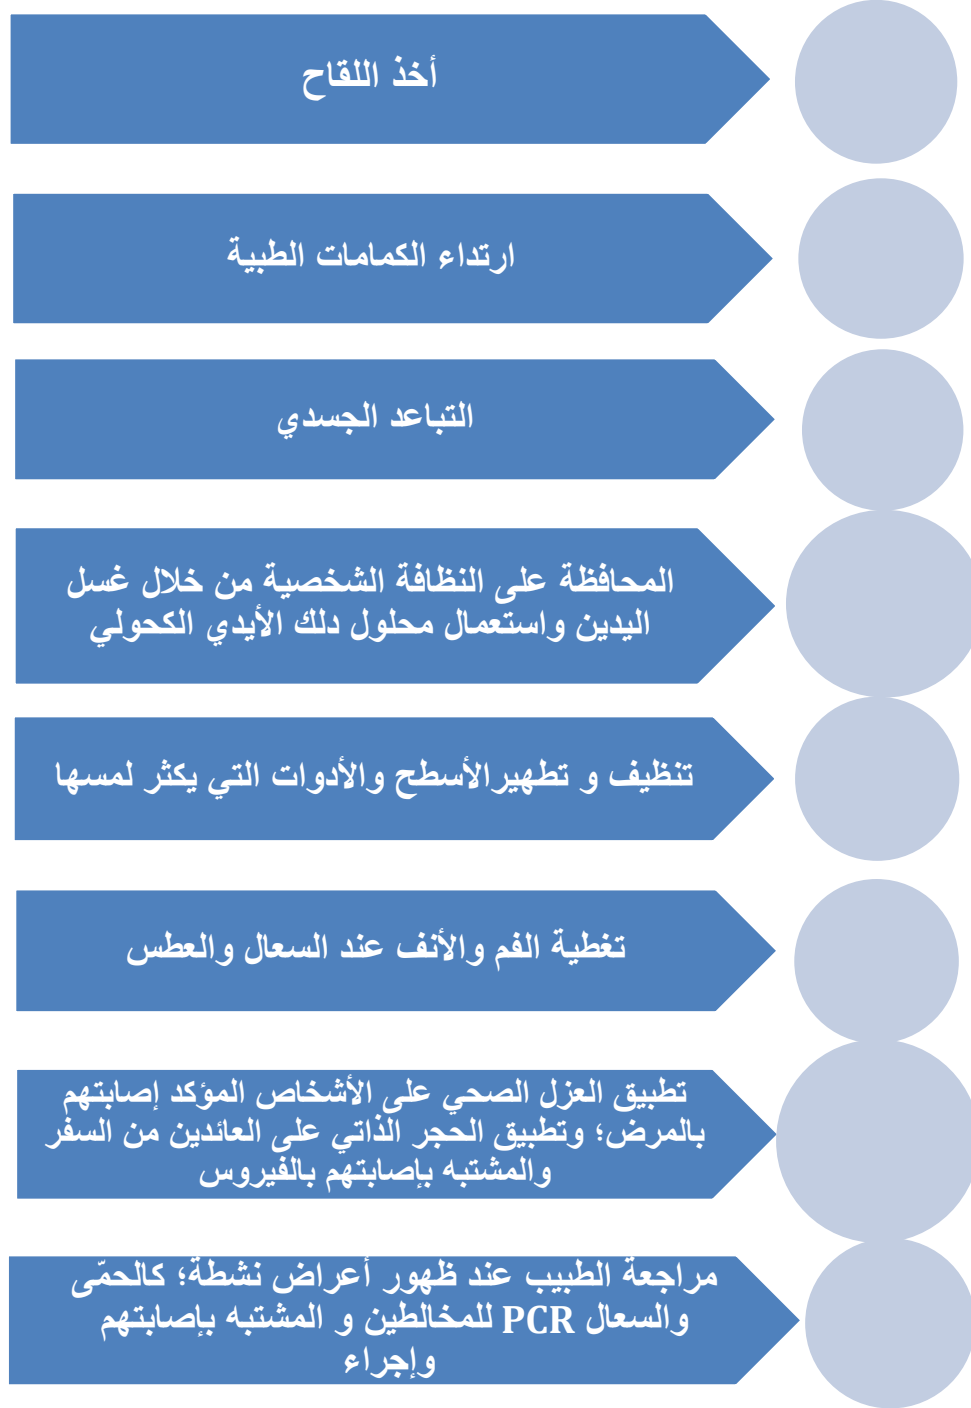 أخذ اللقاح
ارتداء الكمامات الطبية
التباعد الجسدي
المحافظة على النظافة الشخصية من خلال غسل
اليدين واستعمال محلول دلك الأيدي الكحولي
تنظيف و تطهيرالأسطح والأدوات التي يكثر لمسها
تغطية الفم والأنف عند السعال والعطس
تطبيق العزل الصحي على الأشخاص المؤكد إصابتهم
بالمرض؛ وتطبيق الحجر الذاتي على العائدين من السفر
والمشتبه بإصابتهم بالفيروس
مراجعة الطبيب عند ظهور أعراض نشطة؛ كالحمّى
والسعال PCR للمخالطين و المشتبه بإصابتهم
وإجراء